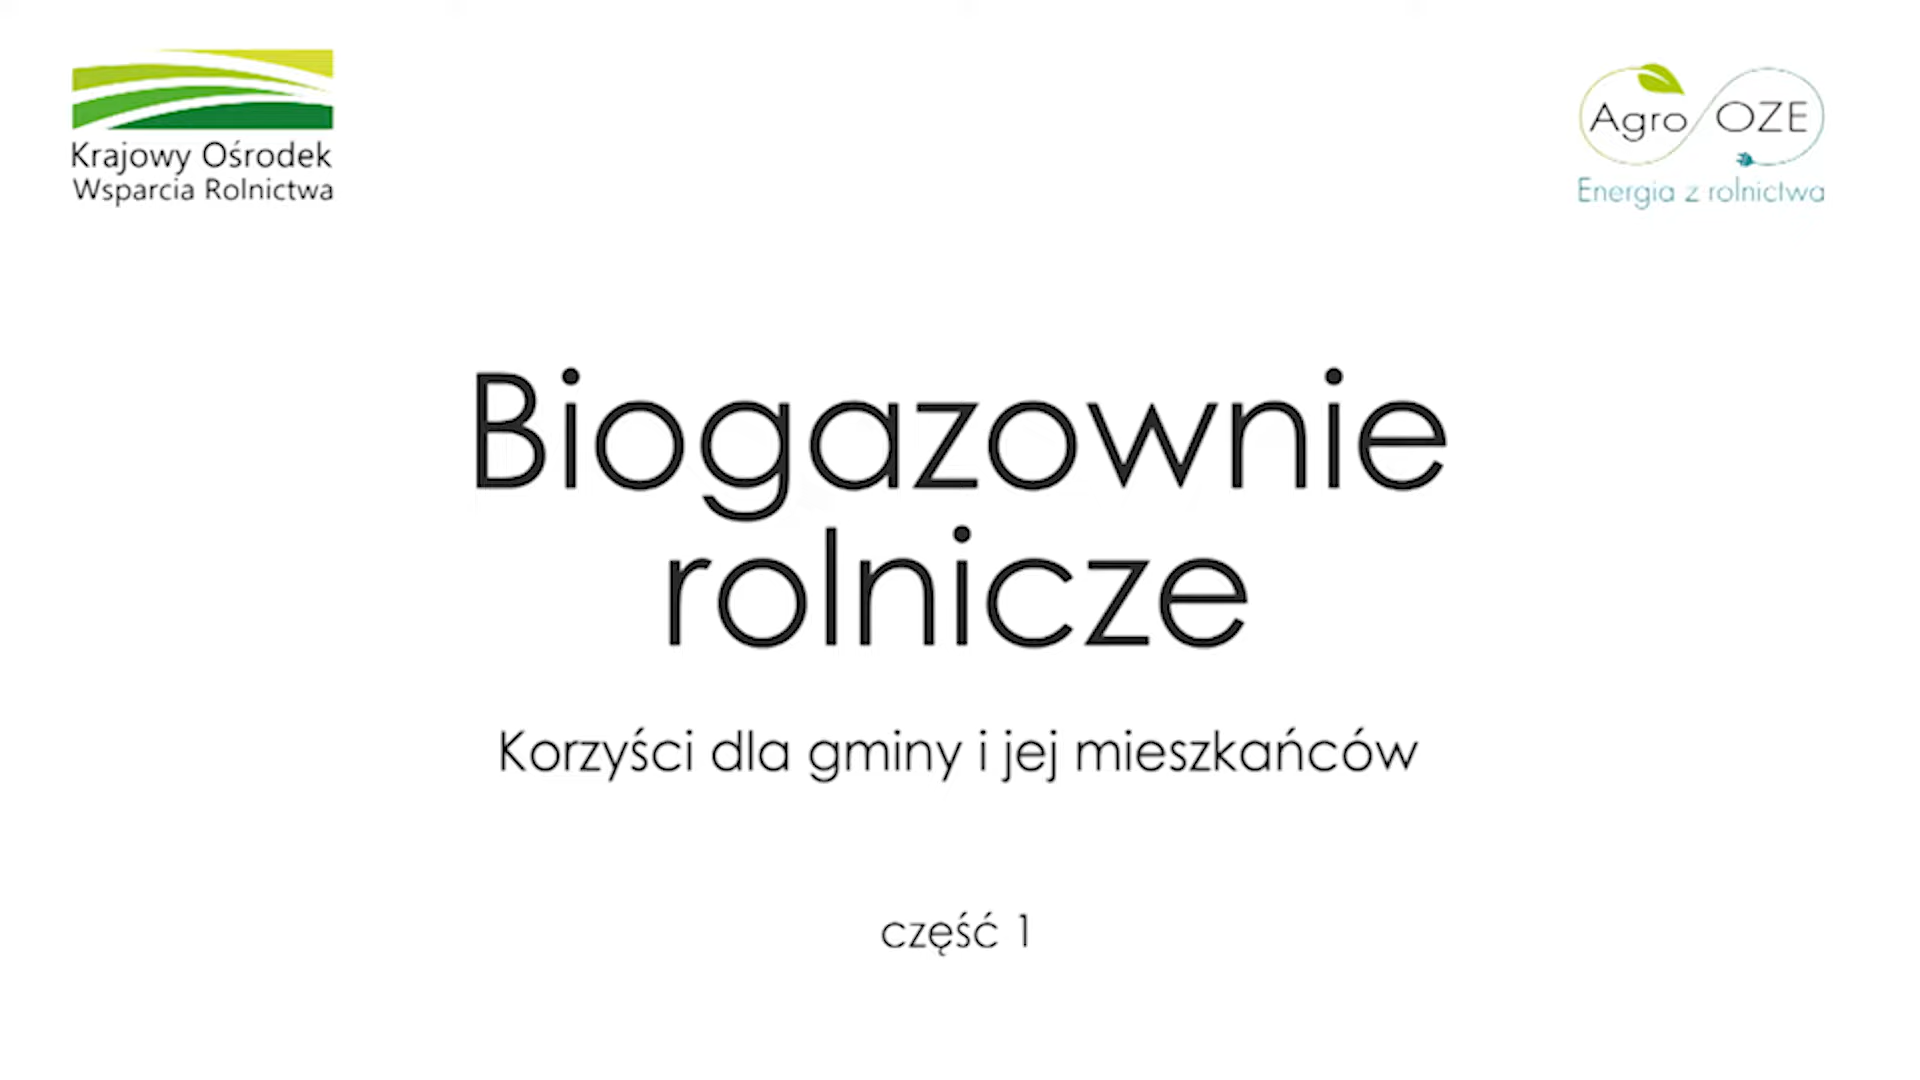 Krajowy Ośrodek
Wsparcia Rolnictwa
Agro OZE
Energia z rolnictwa
Biogazownie
rolnicze
Korzyści dla gminy i jej mieszkańców
część 1